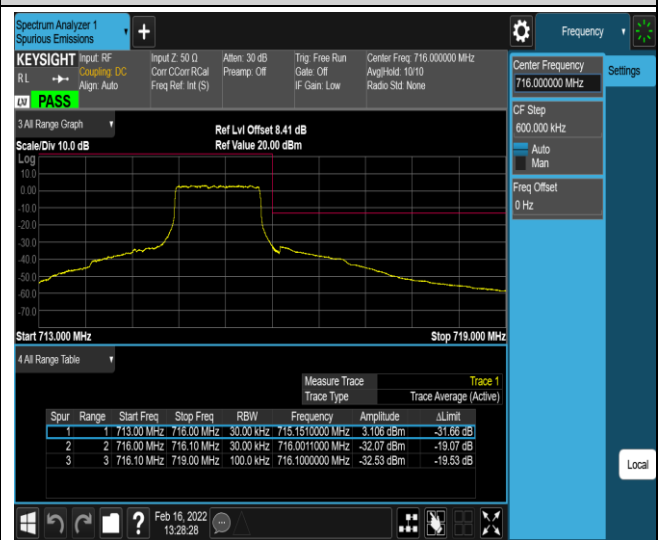 Spectrum Analyzer 1
Spurious Emissions
Frequency
KEYSIGHT Input: RF Input Z: 50 Ω Atten: 30 dB Trig: Free Run Center Freq: 716.000000 MHz
RL Coupling: DC Corr CCorr RCal Preamp: Off Gate: Off Avg|Hold: 10/10
Align: Auto Freq Ref: Int (S) IF Gain: Low Radio Std: None
LXI PASS
3 All Range Graph
Ref Lvl Offset 8.41 dB
Scale/Div 10.0 dB Ref Value 20.00 dBm
Log
10.0
0.00
-10.0
-20.0
-30.0
-40.0
-50.0
-60.0
-70.0
Start 713.000 MHz Stop 719.000 MHz
4 All Range Table
Measure Trace Trace 1
Trace Type Trace Average (Active)
Spur Range Start Freq Stop Freq RBW Frequency Amplitude ΔLimit
1 1 713.00 MHz 716.00 MHz 30.00 kHz 715.1510000 MHz 3.106 dBm -31.66 dB
2 2 716.00 MHz 716.10 MHz 30.00 kHz 716.0011000 MHz -32.07 dBm -19.07 dB
3 3 716.10 MHz 719.00 MHz 100.0 kHz 716.1000000 MHz -32.53 dBm -19.53 dB
Feb 16, 2022
13:28:28
Center Frequency
716.000000 MHz
Settings
CF Step
600.000 kHz
Auto
Man
Freq Offset
0 Hz
Local